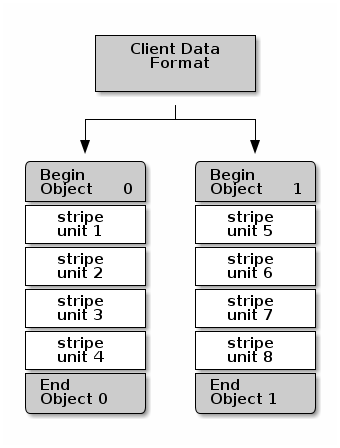 Client Data
Format
Begin
Object 0
stripe
unit 1
stripe
unit 2
stripe
unit 3
stripe
unit 4
End
Object 0
Begin
Object 1
stripe
unit 5
stripe
unit 6
stripe
unit 7
stripe
unit 8
End
Object 1